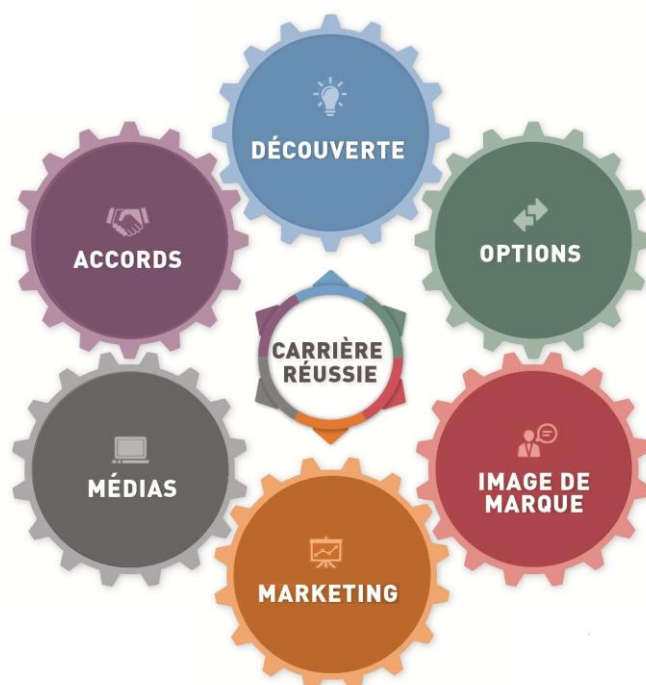 DÉCOUVERTE
OPTIONS
IMAGE DE
MARQUE
MARKETING
MÉDIAS
ACCORDS
CARRIÈRE
RÉUSSIE